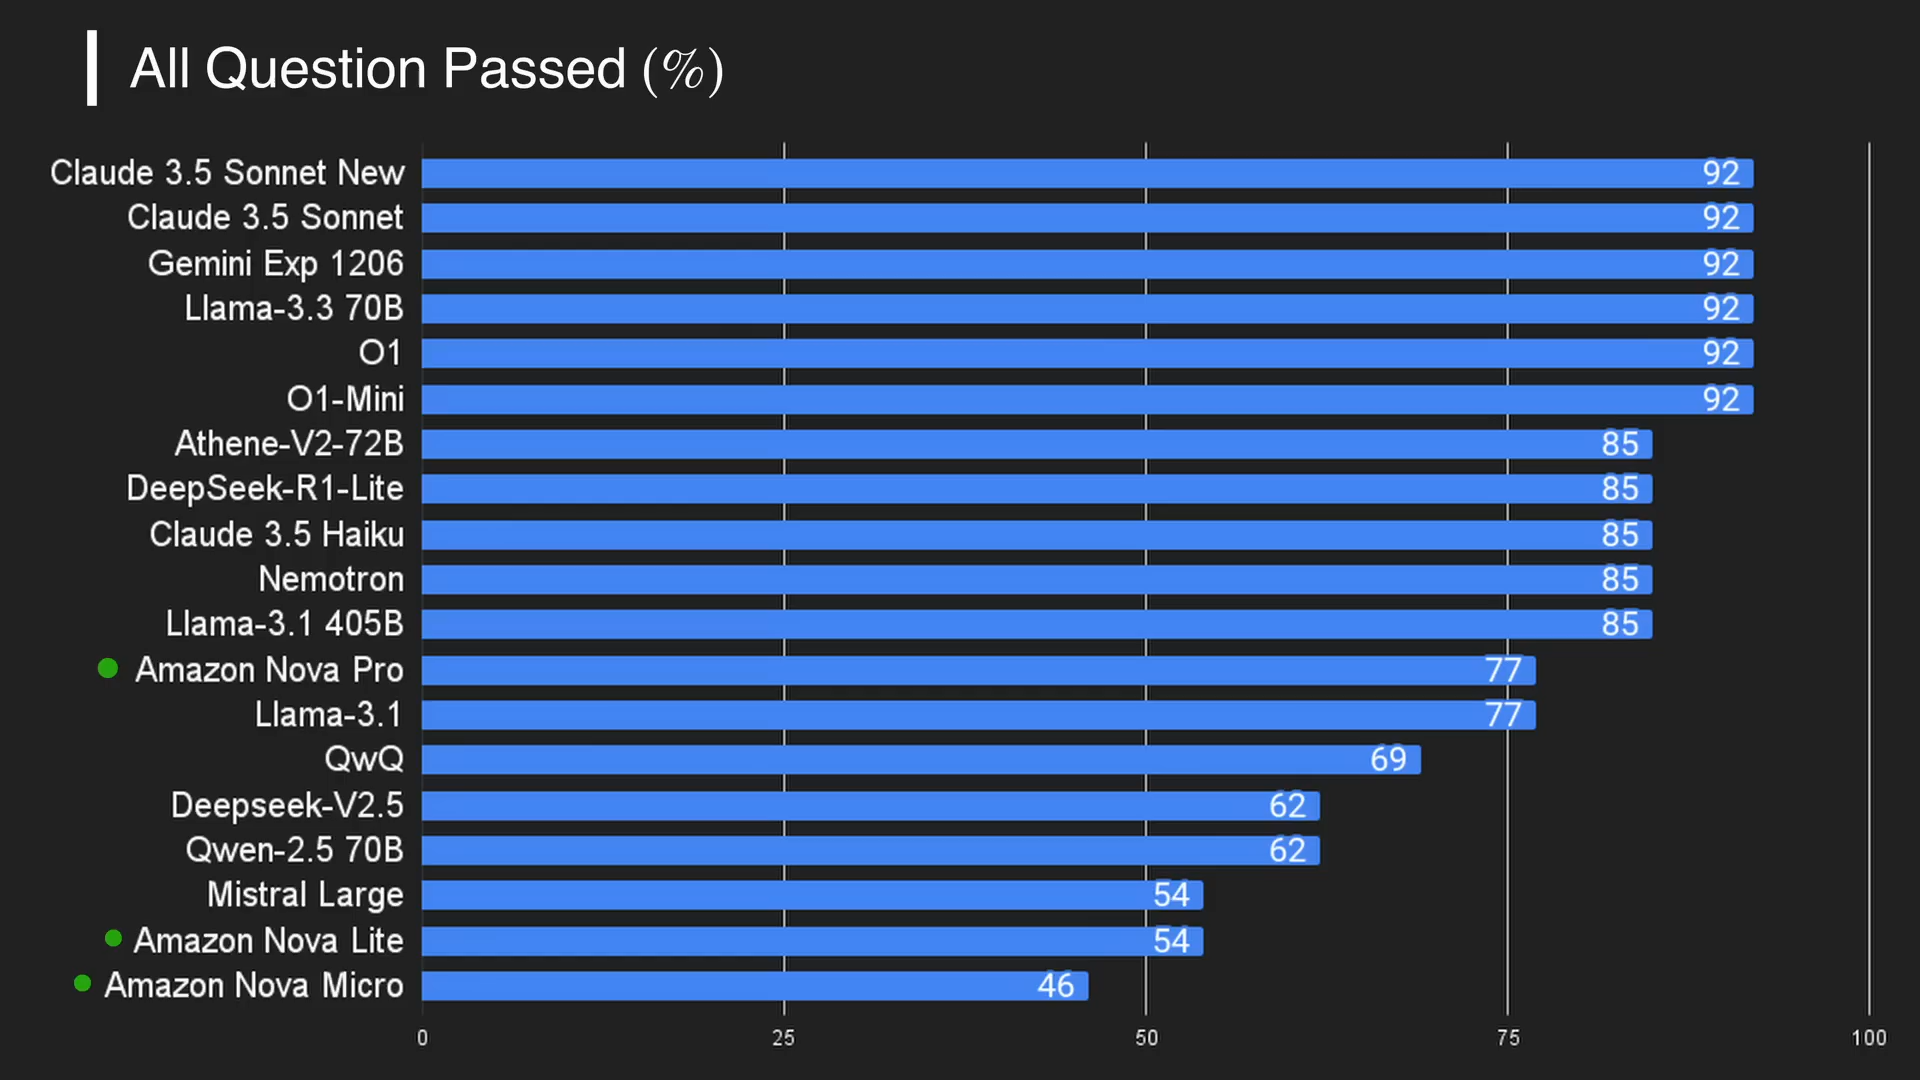 All Question Passed (%)
Claude 3.5 Sonnet New 92
Claude 3.5 Sonnet 92
Gemini Exp 1206 92
Llama-3.3 70B 92
O1 92
O1-Mini 92
Athene-V2-72B 85
DeepSeek-R1-Lite 85
Claude 3.5 Haiku 85
Nemotron 85
Llama-3.1 405B 85
Amazon Nova Pro 77
Llama-3.1 77
QwQ 69
Deepseek-V2.5 62
Qwen-2.5 70B 62
Mistral Large 54
Amazon Nova Lite 54
Amazon Nova Micro 46
0 25 50 75 100